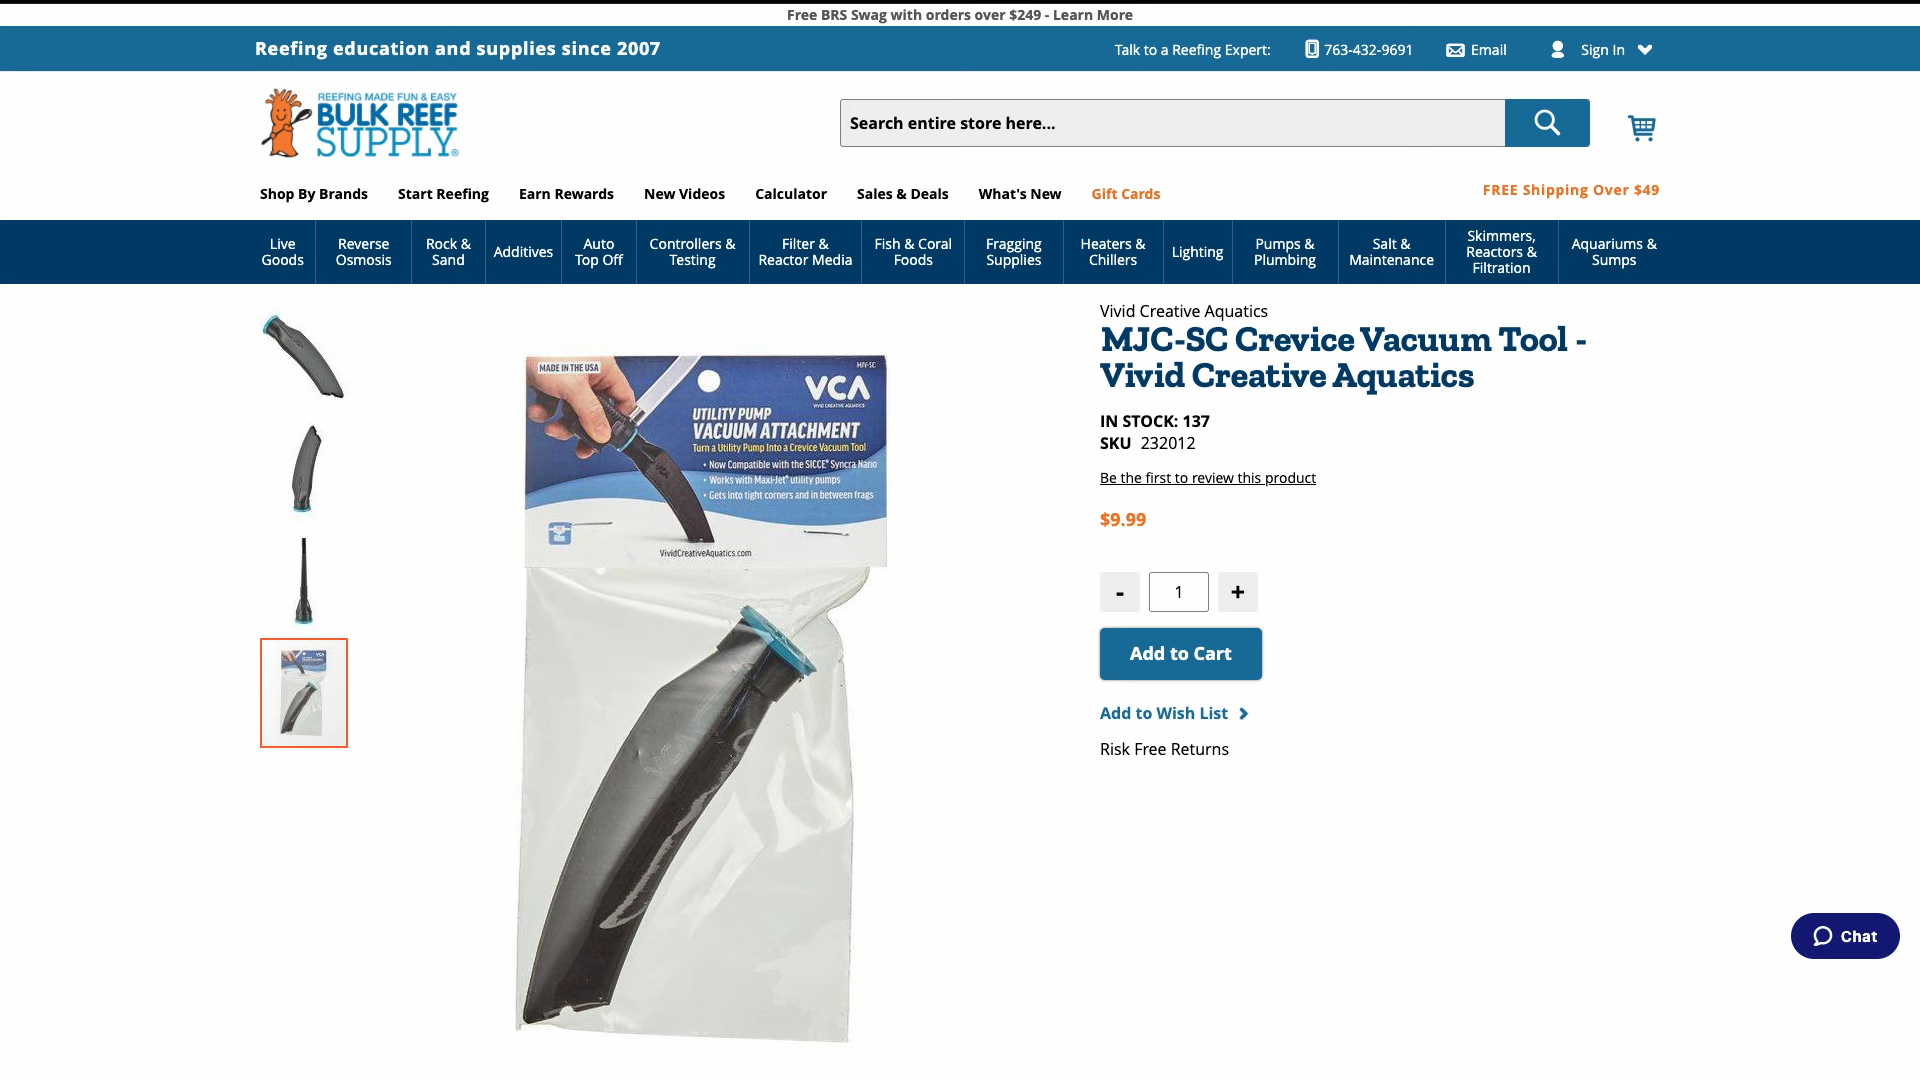 Free BRS Swag with orders over $249 - Learn More
Reefing education and supplies since 2007
Talk to a Reefing Expert:
763-432-9691
Email
Sign In
REEFING MADE FUN & EASY
BULK REEF
SUPPLY®
Search entire store here...
Shop By Brands
Start Reefing
Earn Rewards
New Videos
Calculator
Sales & Deals
What's New
Gift Cards
FREE Shipping Over $49
Live
Goods
Reverse
Osmosis
Rock &
Sand
Additives
Auto
Top Off
Controllers &
Testing
Filter &
Reactor Media
Fish & Coral
Foods
Fragging
Supplies
Heaters &
Chillers
Lighting
Pumps &
Plumbing
Salt &
Maintenance
Skimmers,
Reactors &
Filtration
Aquariums &
Sumps
MADE IN THE USA
MJV-SC
VCA
VIVID CREATIVE AQUATICS
UTILITY PUMP
VACUUM ATTACHMENT
Turn a Utility Pump Into a Crevice Vacuum Tool
• Now Compatible with the SICCE® Syncra Nano
• Works with Maxi-Jet® utility pumps
• Gets into tight corners and in between frags
VividCreativeAquatics.com
Vivid Creative Aquatics
MJC-SC Crevice Vacuum Tool -
Vivid Creative Aquatics
IN STOCK: 137
SKU 232012
Be the first to review this product
$9.99
- 1 +
Add to Cart
Add to Wish List
Risk Free Returns
Chat